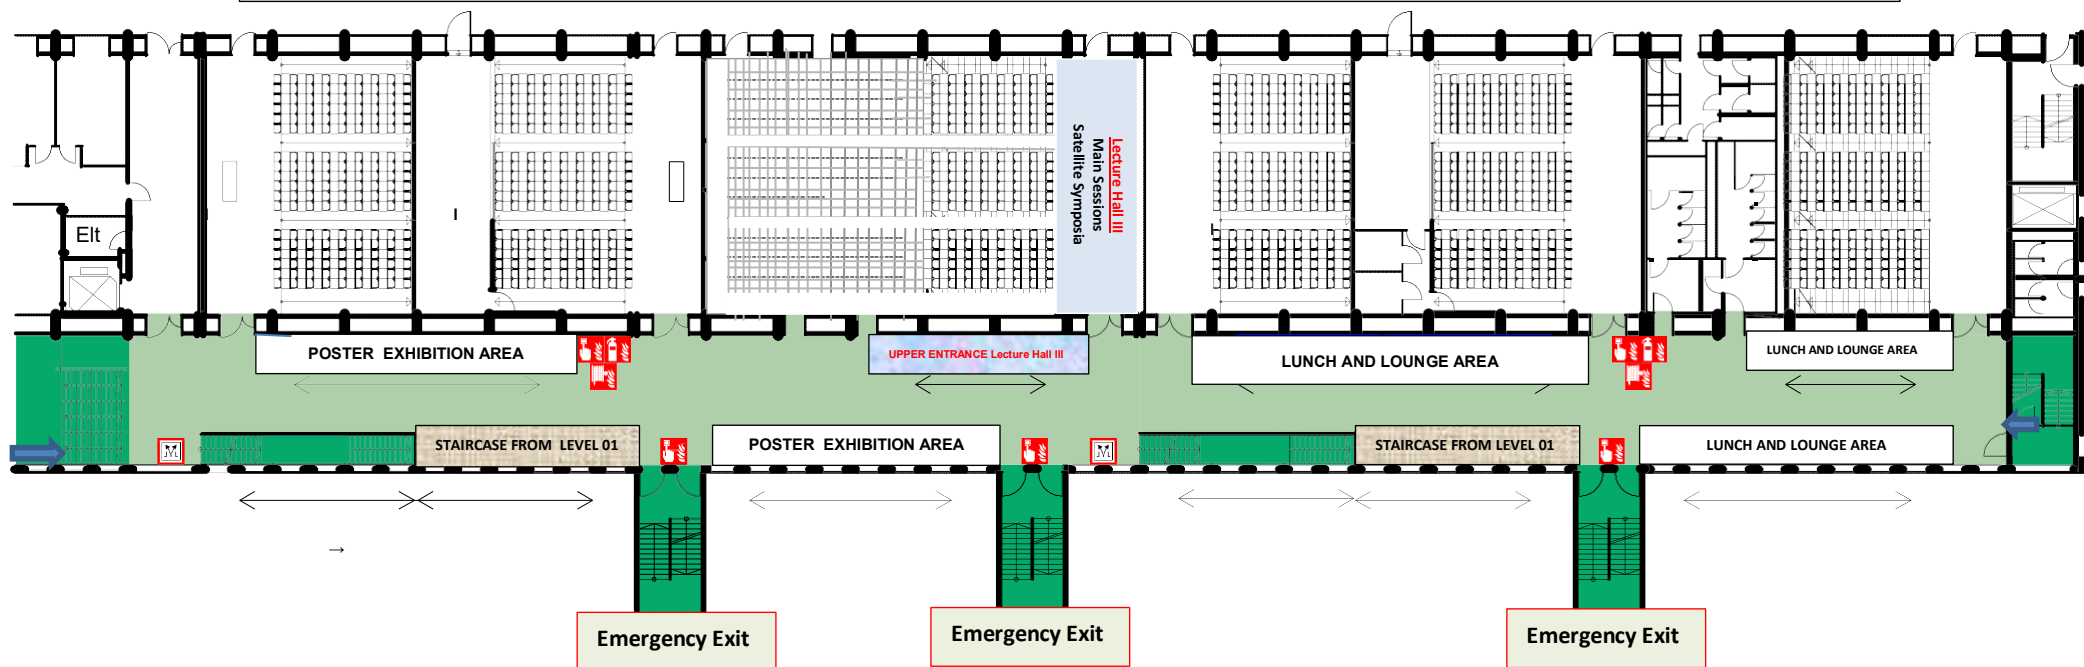 Lecture Hall III
Main Sessions
Satellite Symposia
Elt
I
POSTER EXHIBITION AREA
UPPER ENTRANCE Lecture Hall III
LUNCH AND LOUNGE AREA
LUNCH AND LOUNGE AREA
STAIRCASE FROM LEVEL 01
POSTER EXHIBITION AREA
STAIRCASE FROM LEVEL 01
LUNCH AND LOUNGE AREA
Emergency Exit
Emergency Exit
Emergency Exit